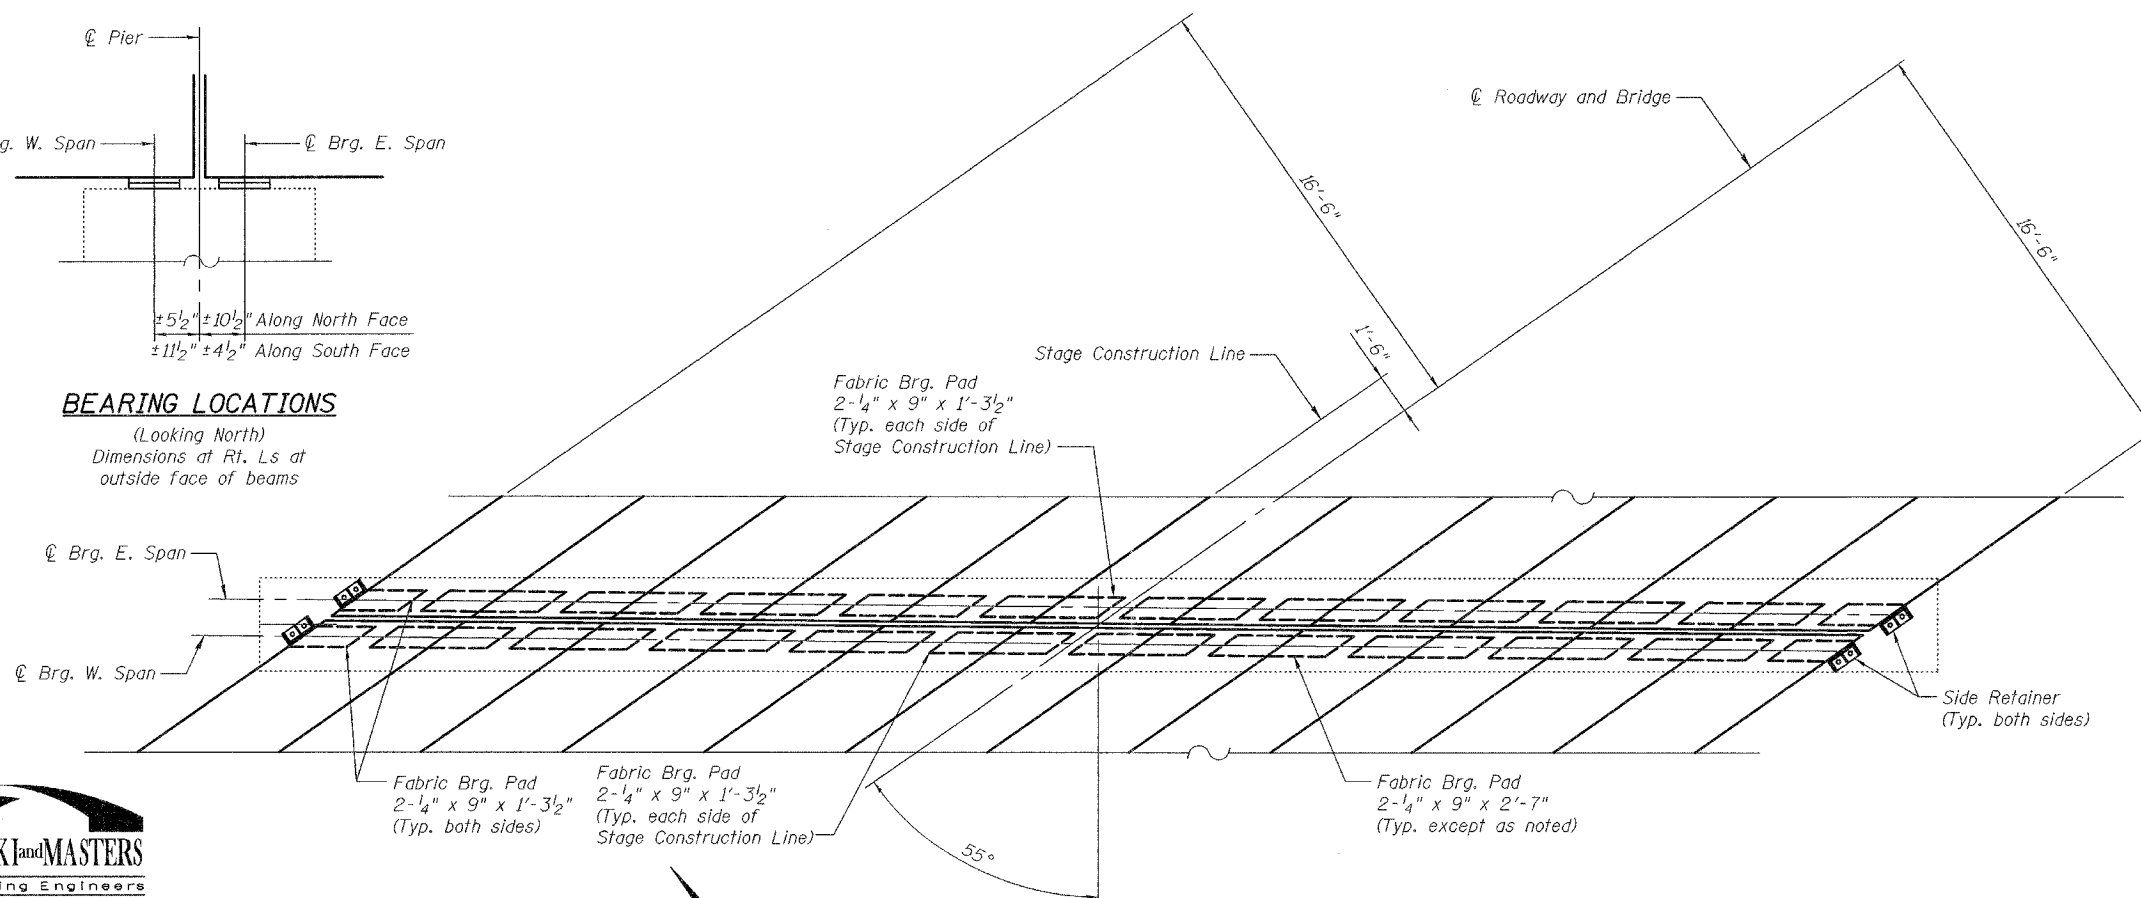 ℄ Pier
g. W. Span
℄ Brg. E. Span
±5½" ±10½" Along North Face
±11½" ±4½" Along South Face
BEARING LOCATIONS
(Looking North)
Dimensions at Rt. Ls at
outside face of beams
℄ Roadway and Bridge
16'-6"
16'-6"
1'-6"
Stage Construction Line
Fabric Brg. Pad
2-¼" x 9" x 1'-3½"
(Typ. each side of
Stage Construction Line)
℄ Brg. E. Span
℄ Brg. W. Span
Side Retainer
(Typ. both sides)
Fabric Brg. Pad
2-¼" x 9" x 1'-3½"
(Typ. both sides)
Fabric Brg. Pad
2-¼" x 9" x 1'-3½"
(Typ. each side of
Stage Construction Line)
Fabric Brg. Pad
2-¼" x 9" x 2'-7"
(Typ. except as noted)
55°
KI and MASTERS
ing Engineers